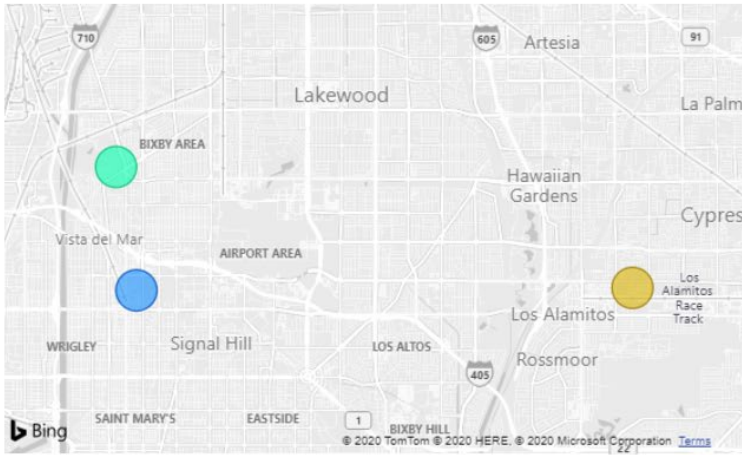 710
605
Artesia
91
Lakewood
La Palm
BIXBY AREA
Hawaiian
Gardens
Cypres
Vista del Mar
AIRPORT AREA
Los
Alamitos
Race
Track
Los Alamitos
WRIGLEY
Signal Hill
LOS ALTOS
Rossmoor
405
SAINT MARY'S
EASTSIDE
1
BIXBY HILL
Bing
© 2020 TomTom © 2020 HERE, © 2020 Microsoft Corporation Terms
22